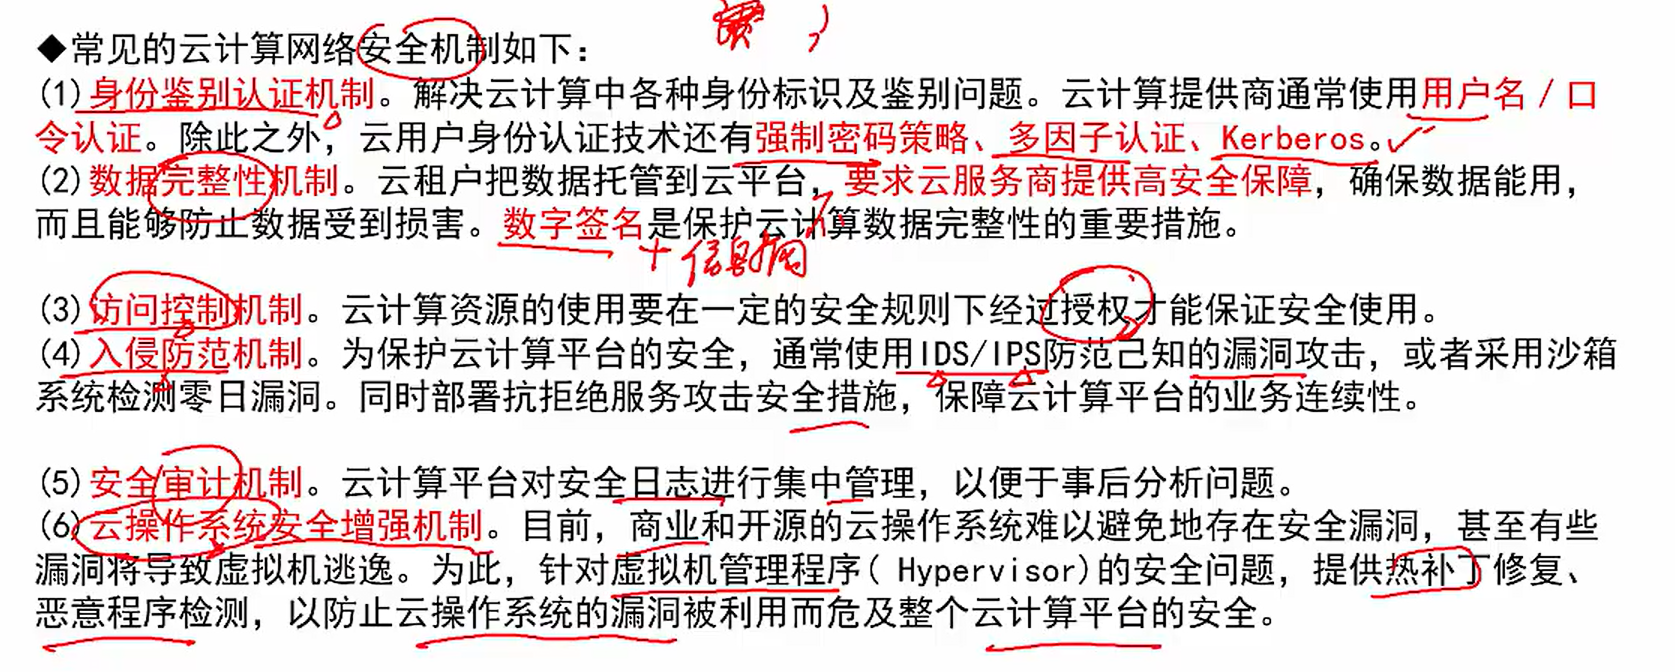 ◆常见的云计算网络安全机制如下：
(1)身份鉴别认证机制。解决云计算中各种身份标识及鉴别问题。云计算提供商通常使用用户名/口
令认证。除此之外，云用户身份认证技术还有强制密码策略、多因子认证、Kerberos。
(2)数据完整性机制。云租户把数据托管到云平台，要求云服务商提供高安全保障，确保数据能用，
而且能够防止数据受到损害。数字签名是保护云计算数据完整性的重要措施。
+信息摘
(3)访问控制机制。云计算资源的使用要在一定的安全规则下经过授权才能保证安全使用。
(4)入侵防范机制。为保护云计算平台的安全，通常使用IDS/IPS防范已知的漏洞攻击，或者采用沙箱
系统检测零日漏洞。同时部署抗拒绝服务攻击安全措施，保障云计算平台的业务连续性。
(5)安全审计机制。云计算平台对安全日志进行集中管理，以便于事后分析问题。
(6)云操作系统安全增强机制。目前，商业和开源的云操作系统难以避免地存在安全漏洞，甚至有些
漏洞将导致虚拟机逃逸。为此，针对虚拟机管理程序( Hypervisor)的安全问题，提供热补丁修复、
恶意程序检测，以防止云操作系统的漏洞被利用而危及整个云计算平台的安全。